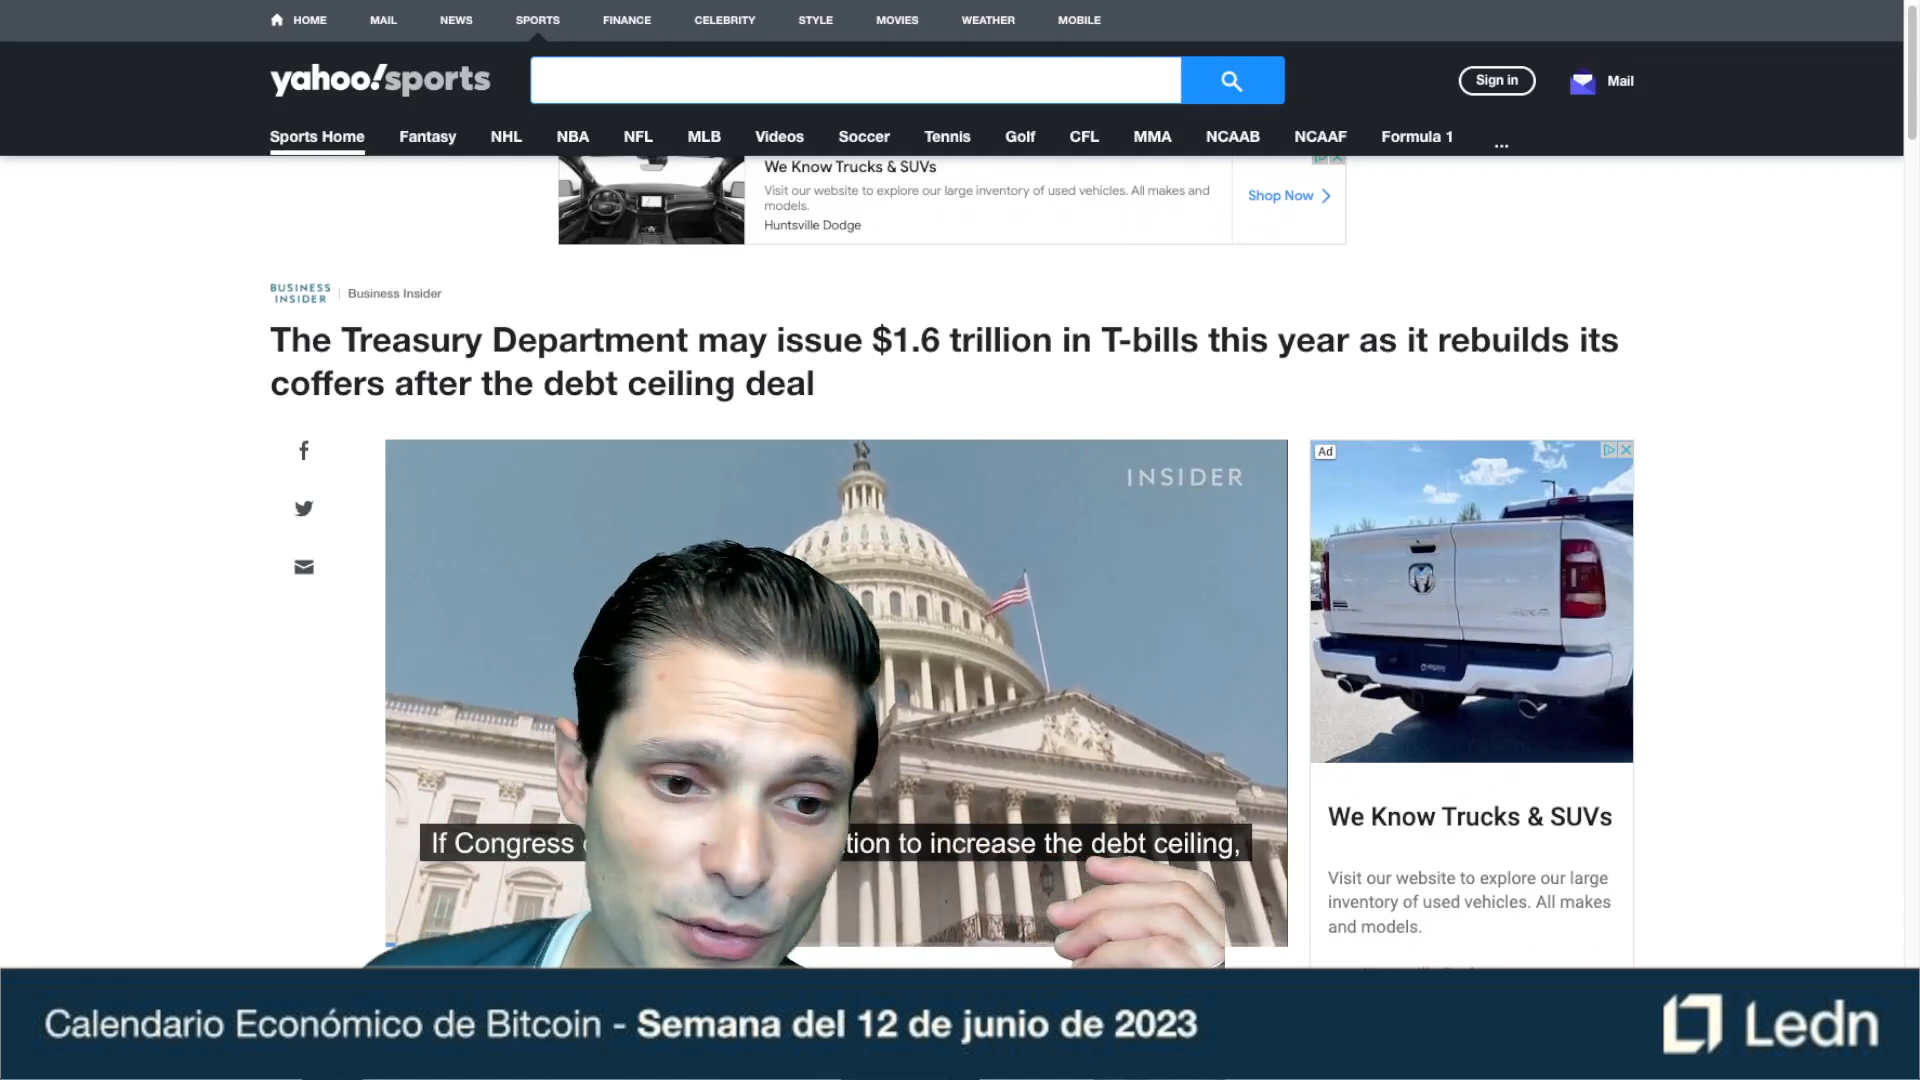 HOME MAIL NEWS SPORTS FINANCE CELEBRITY STYLE MOVIES WEATHER MOBILE
yahoo!sports
Sign in
Mail
Sports Home Fantasy NHL NBA NFL MLB Videos Soccer Tennis Golf CFL MMA NCAAB NCAAF Formula 1 ...
We Know Trucks & SUVs
Visit our website to explore our large inventory of used vehicles. All makes and
models.
Huntsville Dodge
Shop Now
BUSINESS
INSIDER
Business Insider
The Treasury Department may issue $1.6 trillion in T-bills this year as it rebuilds its
coffers after the debt ceiling deal
INSIDER
If Congress
to increase the debt ceiling,
Ad
We Know Trucks & SUVs
Visit our website to explore our large
inventory of used vehicles. All makes
and models.
Calendario Económico de Bitcoin - Semana del 12 de junio de 2023
Ledn